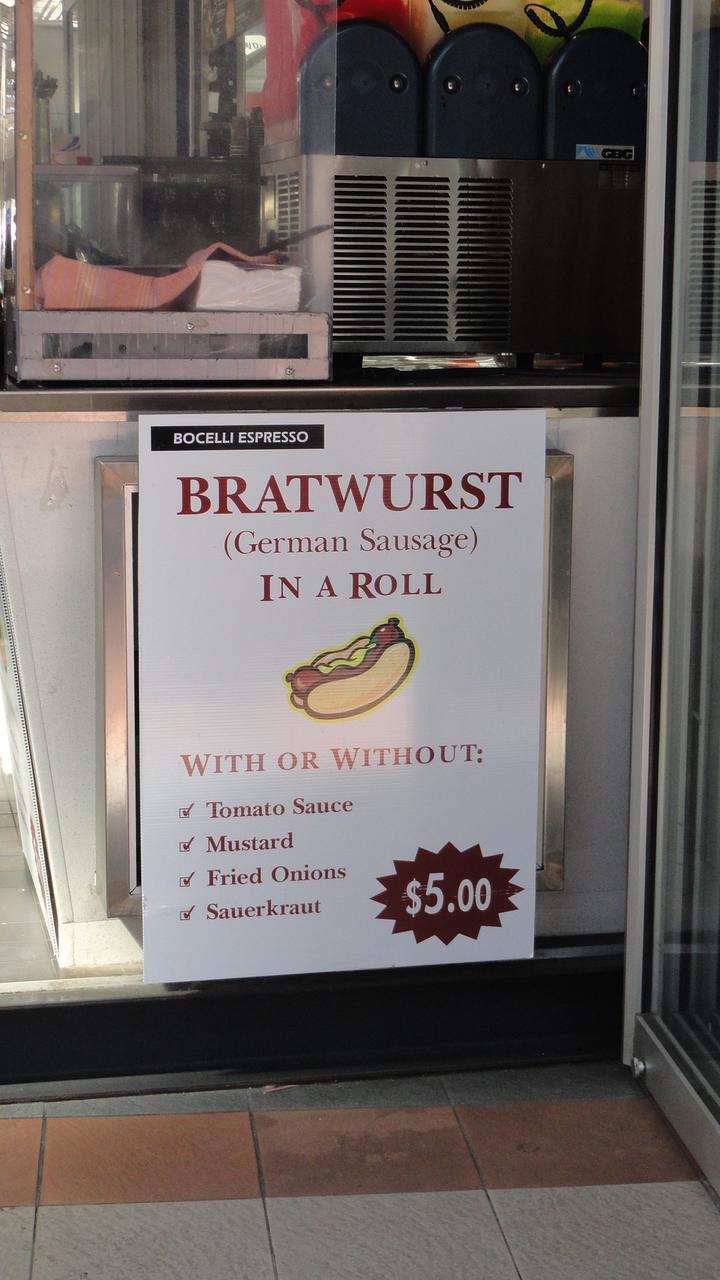 GBG
BOCELLI ESPRESSO
BRATWURST
(German Sausage)
IN A ROLL
WITH OR WITHOUT:
Tomato Sauce
Mustard
Fried Onions
Sauerkraut
$5.00